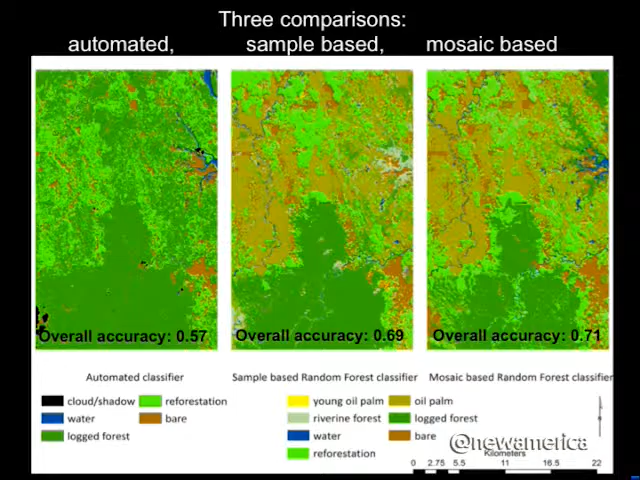 Three comparisons:
automated, sample based, mosaic based
Overall accuracy: 0.57 Overall accuracy: 0.69 Overall accuracy: 0.71
Automated classifier
cloud/shadow reforestation
water bare
logged forest
Sample based Random Forest classifier Mosaic based Random Forest classifier
young oil palm oil palm
riverine forest logged forest
water bare
reforestation
@newamerica
Kilometers
0 2.75 5.5 11 16.5 22